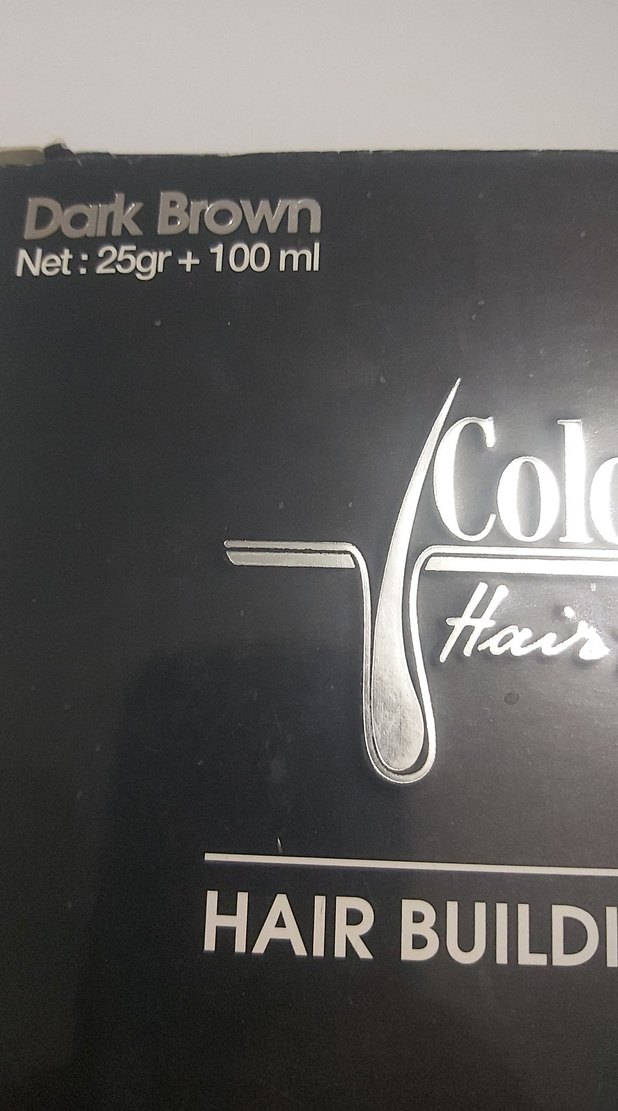 Dark Brown
Net : 25gr + 100 ml
Colo
Hair
HAIR BUILDI